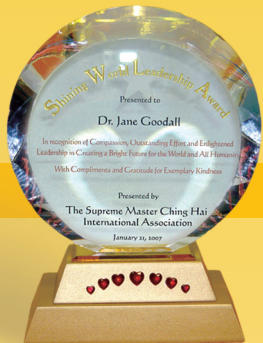 Shining World Leadership Award
Presented to
Dr. Jane Goodall
In recognition of Compassion, Outstanding Effort and Enlightened
Leadership in Creating a Bright Future for the World and All
With Compliments and Gratitude for Exemplary Kindness
Presented by
The Supreme Master Ching Hai
International Association
January 21, 2007